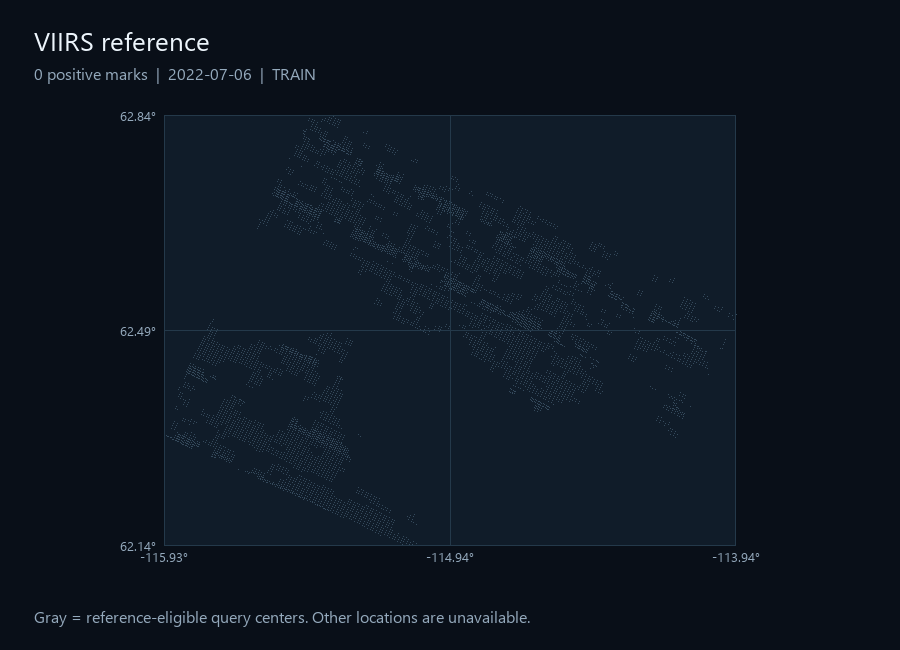 VIIRS reference
0 positive marks | 2022-07-06 | TRAIN
62.84°
62.49°
62.14°
-115.93°
-114.94°
-113.94°
Gray = reference-eligible query centers. Other locations are unavailable.